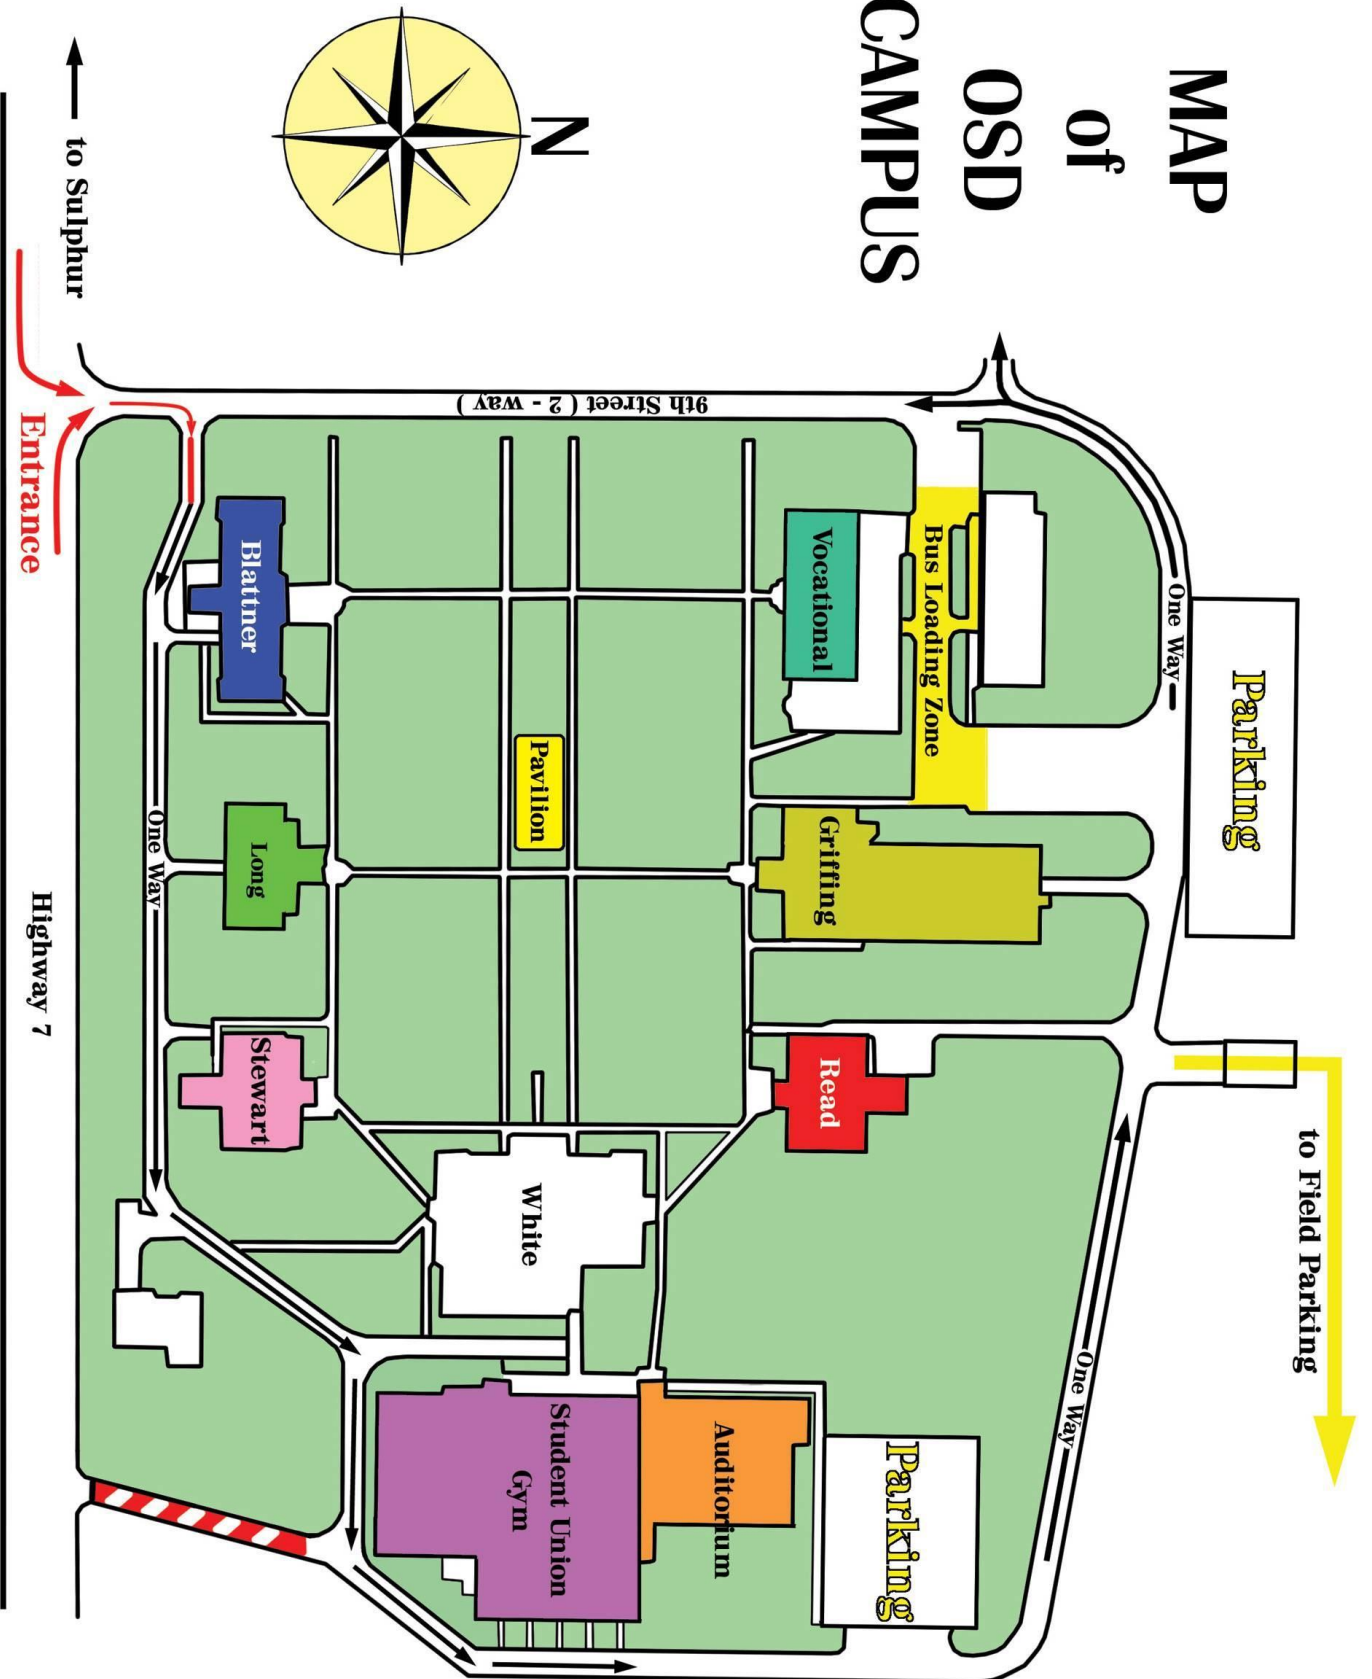 MAP
of
OSD
CAMPUS
N
to Sulphur
Entrance
Highway 7
9th Street ( 2 - way )
One Way
Parking
to Field Parking
Bus Loading Zone
Vocational
Griffing
Read
Pavilion
Blattner
Long
Stewart
One Way
White
Student Union
Gym
Auditorium
Parking
One Way